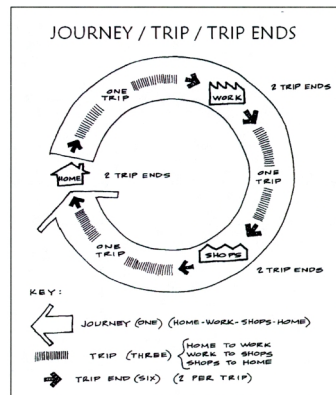 JOURNEY / TRIP / TRIP ENDS
ONE
TRIP
WORK
2 TRIP ENDS
HOME
2 TRIP ENDS
ONE
TRIP
ONE
TRIP
SHOPS
2 TRIP ENDS
KEY:
JOURNEY (ONE) (HOME-WORK-SHOPS-HOME)
TRIP (THREE)
HOME TO WORK
WORK TO SHOPS
SHOPS TO HOME
TRIP END (SIX) (2 PER TRIP)